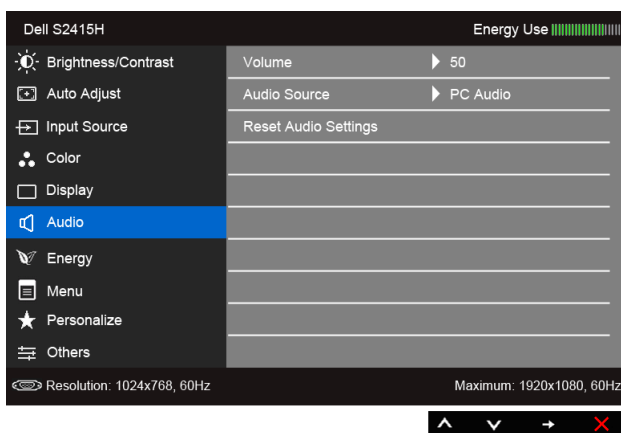 Dell S2415H Energy Use
Brightness/Contrast Volume 50
Auto Adjust Audio Source PC Audio
Input Source Reset Audio Settings
Color
Display
Audio
Energy
Menu
Personalize
Others
Resolution: 1024x768, 60Hz Maximum: 1920x1080, 60Hz